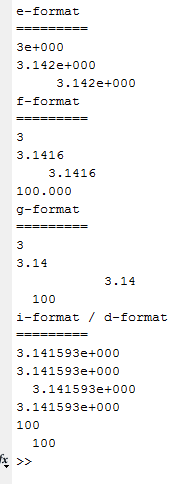 e-format
=========
3e+000
3.142e+000
     3.142e+000
f-format
=========
3
3.1416
    3.1416
100.000
g-format
=========
3
3.14
           3.14
  100
i-format / d-format
=========
3.141593e+000
3.141593e+000
  3.141593e+000
3.141593e+000
100
  100
fx >>